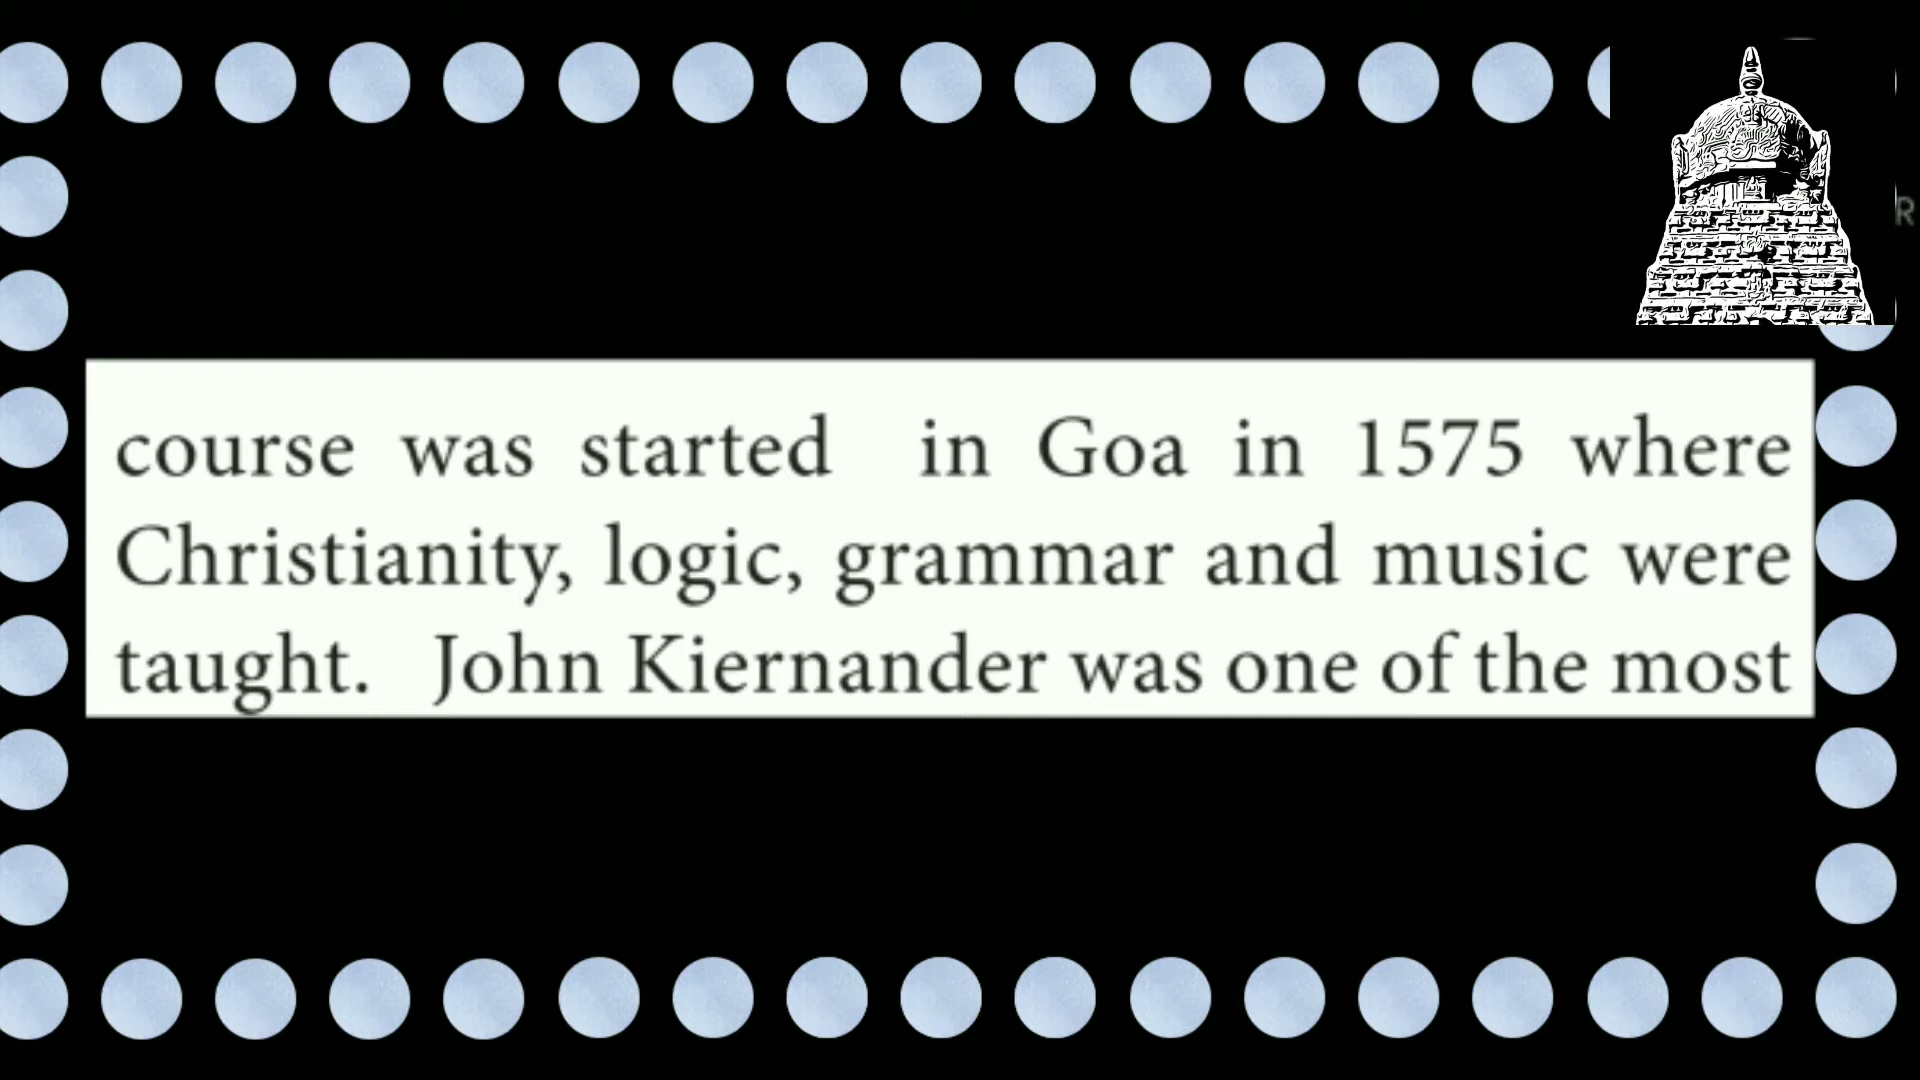 R
course was started in Goa in 1575 where
Christianity, logic, grammar and music were
taught. John Kiernander was one of the most